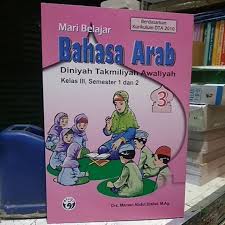 Berdasarkan
Kurikulum DTA 2010
Mari Belajar
Bahasa Arab
Diniyah Takmiliyah Awaliyah
Kelas III, Semester 1 dan 2
3